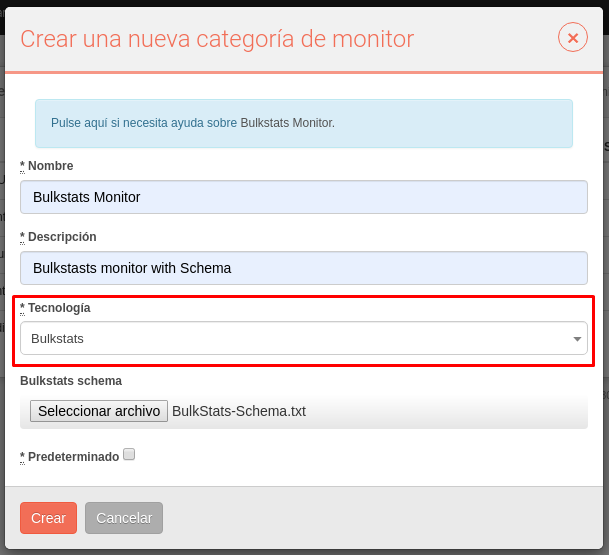 Crear una nueva categoría de monitor
Pulse aquí si necesita ayuda sobre Bulkstats Monitor.
* Nombre
Bulkstats Monitor
* Descripción
Bulkstasts monitor with Schema
* Tecnología
Bulkstats
Bulkstats schema
Seleccionar archivo BulkStats-Schema.txt
* Predeterminado
Crear Cancelar